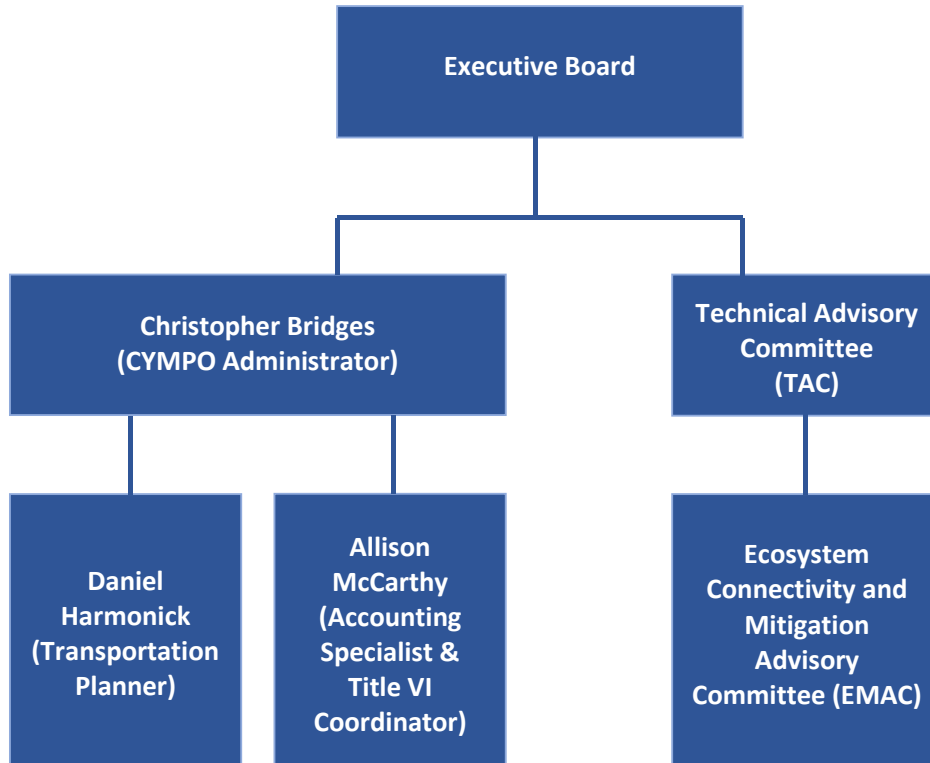 Executive Board
Christopher Bridges
(CYMPO Administrator)
Technical Advisory
Committee
(TAC)
Daniel
Harmonick
(Transportation
Planner)
Allison
McCarthy
(Accounting
Specialist &
Title VI
Coordinator)
Ecosystem
Connectivity and
Mitigation
Advisory
Committee (EMAC)